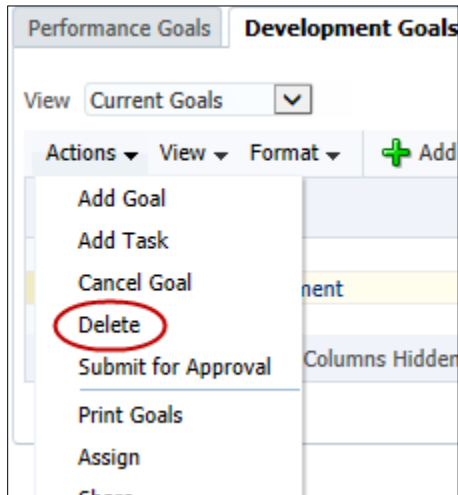 Performance Goals Development Goals
View Current Goals
Actions View Format Add
Add Goal
Add Task
Cancel Goal
Delete
Submit for Approval
Columns Hidden
Print Goals
Assign